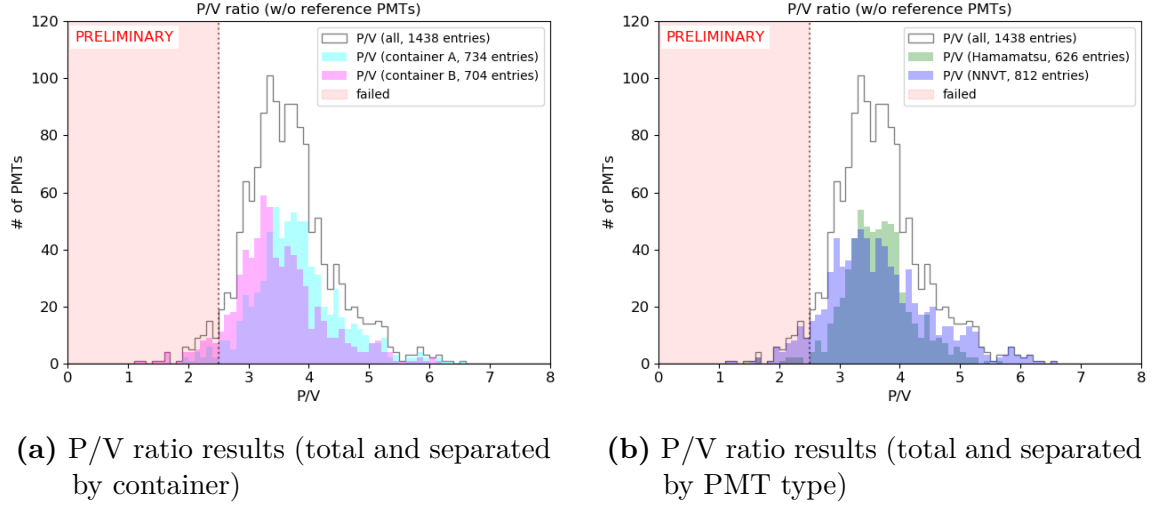 P/V ratio (w/o reference PMTs)
PRELIMINARY
P/V (all, 1438 entries)
P/V (container A, 734 entries)
P/V (container B, 704 entries)
failed
120
100
80
60
40
20
0
# of PMTs
0 1 2 3 4 5 6 7 8
P/V
(a) P/V ratio results (total and separated
by container)
P/V ratio (w/o reference PMTs)
PRELIMINARY
P/V (all, 1438 entries)
P/V (Hamamatsu, 626 entries)
P/V (NNVT, 812 entries)
failed
120
100
80
60
40
20
0
# of PMTs
0 1 2 3 4 5 6 7 8
P/V
(b) P/V ratio results (total and separated
by PMT type)